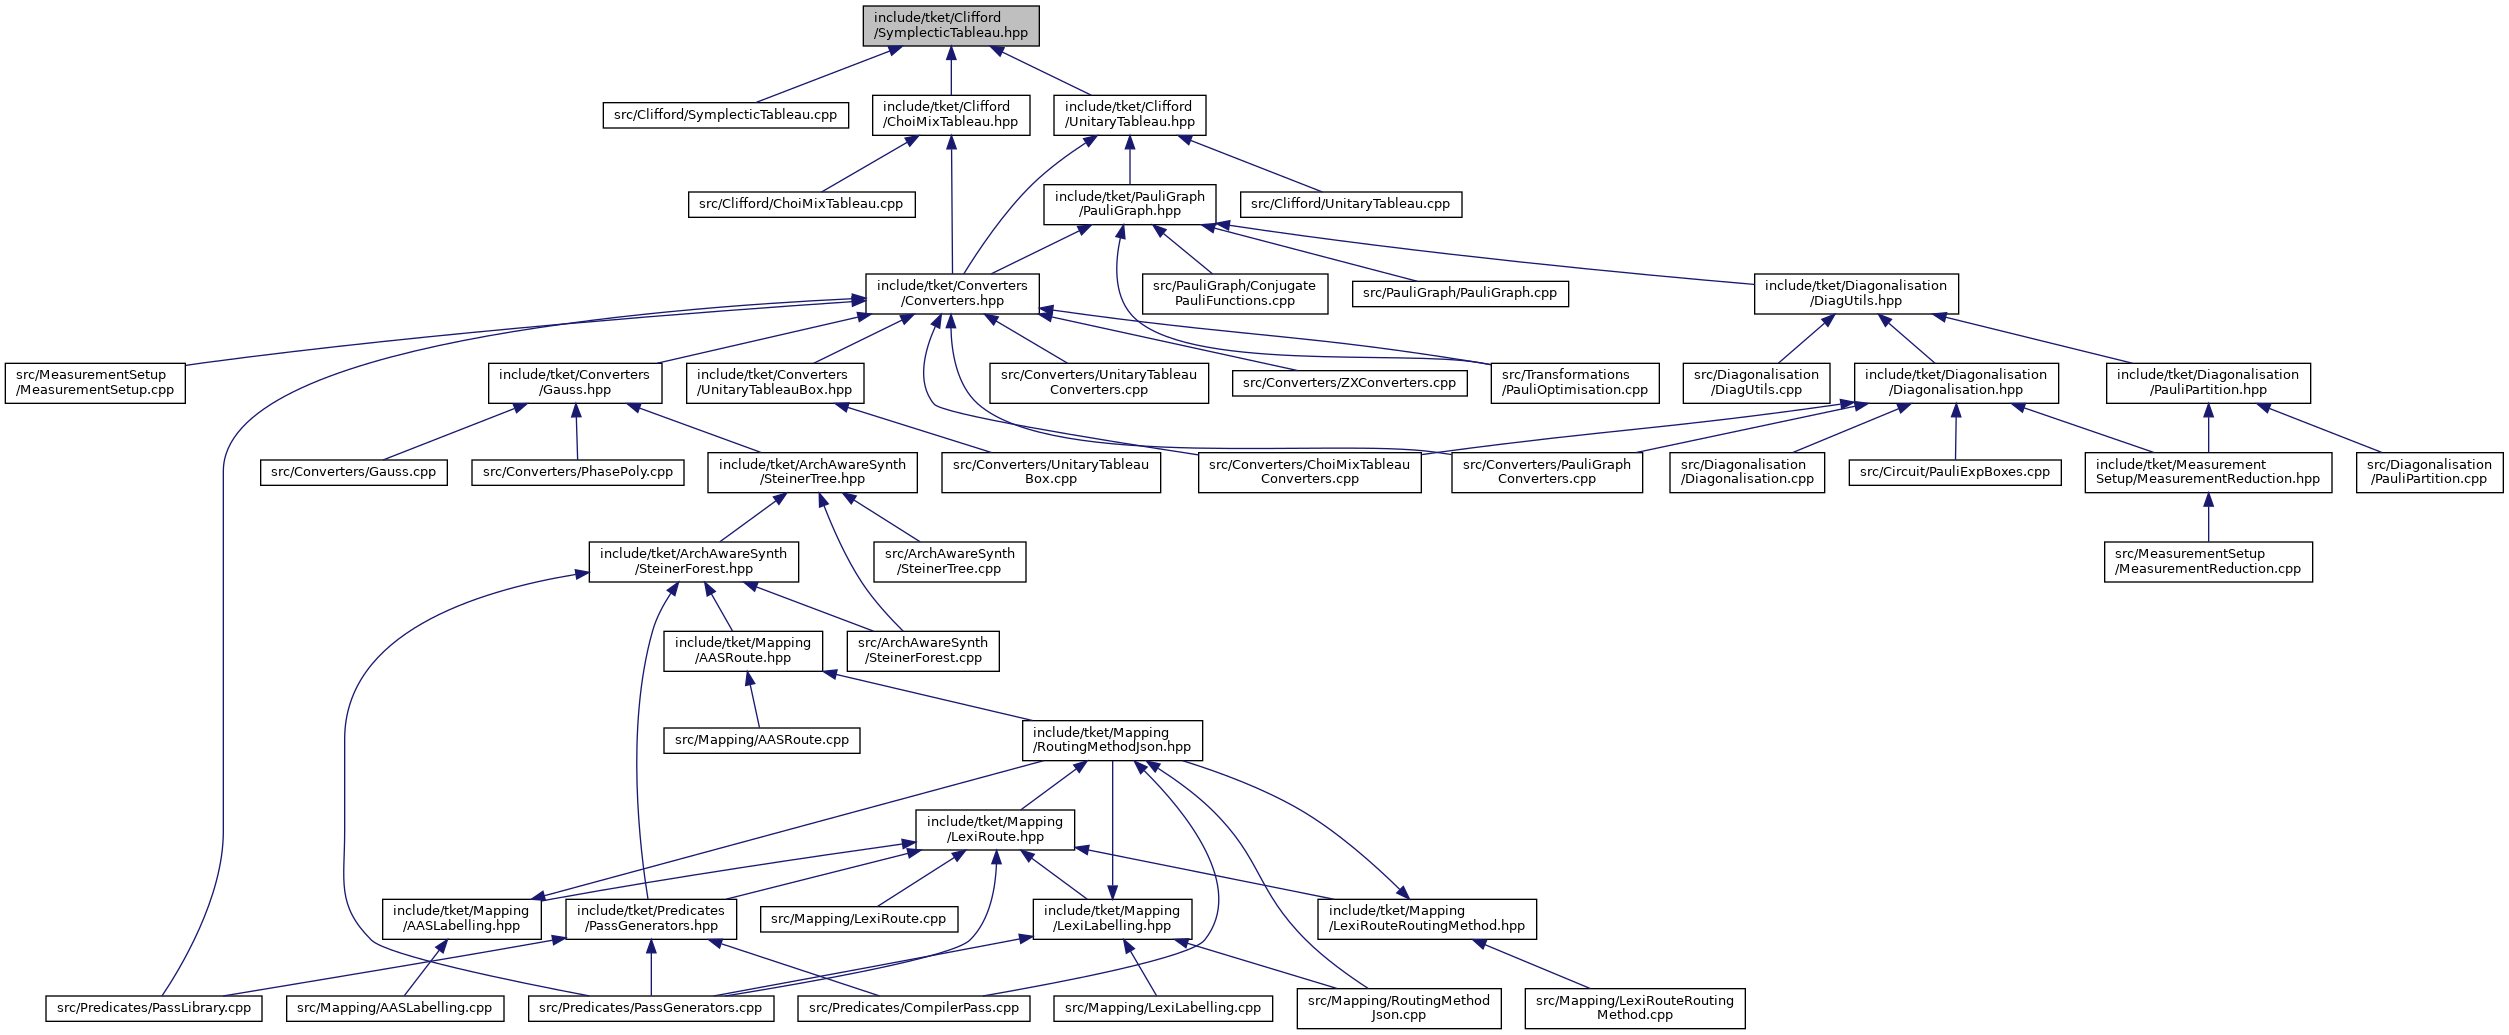 include/tket/Clifford
/SymplecticTableau.hpp
src/Clifford/SymplecticTableau.cpp
include/tket/Clifford
/ChoiMixTableau.hpp
include/tket/Clifford
/UnitaryTableau.hpp
src/Clifford/ChoiMixTableau.cpp
include/tket/PauliGraph
/PauliGraph.hpp
src/Clifford/UnitaryTableau.cpp
include/tket/Converters
/Converters.hpp
src/PauliGraph/Conjugate
PauliFunctions.cpp
src/PauliGraph/PauliGraph.cpp
include/tket/Diagonalisation
/DiagUtils.hpp
src/MeasurementSetup
/MeasurementSetup.cpp
include/tket/Converters
/Gauss.hpp
include/tket/Converters
/UnitaryTableauBox.hpp
src/Converters/UnitaryTableau
Converters.cpp
src/Converters/ZXConverters.cpp
src/Transformations
/PauliOptimisation.cpp
src/Diagonalisation
/DiagUtils.cpp
include/tket/Diagonalisation
/Diagonalisation.hpp
include/tket/Diagonalisation
/PauliPartition.hpp
src/Converters/Gauss.cpp
src/Converters/PhasePoly.cpp
include/tket/ArchAwareSynth
/SteinerTree.hpp
src/Converters/UnitaryTableau
Box.cpp
src/Converters/ChoiMixTableau
Converters.cpp
src/Converters/PauliGraph
Converters.cpp
src/Diagonalisation
/Diagonalisation.cpp
src/Circuit/PauliExpBoxes.cpp
include/tket/Measurement
Setup/MeasurementReduction.hpp
src/Diagonalisation
/PauliPartition.cpp
include/tket/ArchAwareSynth
/SteinerForest.hpp
src/ArchAwareSynth
/SteinerTree.cpp
src/MeasurementSetup
/MeasurementReduction.cpp
include/tket/Mapping
/AASRoute.hpp
src/ArchAwareSynth
/SteinerForest.cpp
src/Mapping/AASRoute.cpp
include/tket/Mapping
/RoutingMethodJson.hpp
include/tket/Mapping
/LexiRoute.hpp
include/tket/Mapping
/AASLabelling.hpp
include/tket/Predicates
/PassGenerators.hpp
src/Mapping/LexiRoute.cpp
include/tket/Mapping
/LexiLabelling.hpp
include/tket/Mapping
/LexiRouteRoutingMethod.hpp
src/Predicates/PassLibrary.cpp
src/Mapping/AASLabelling.cpp
src/Predicates/PassGenerators.cpp
src/Predicates/CompilerPass.cpp
src/Mapping/LexiLabelling.cpp
src/Mapping/RoutingMethod
Json.cpp
src/Mapping/LexiRouteRouting
Method.cpp